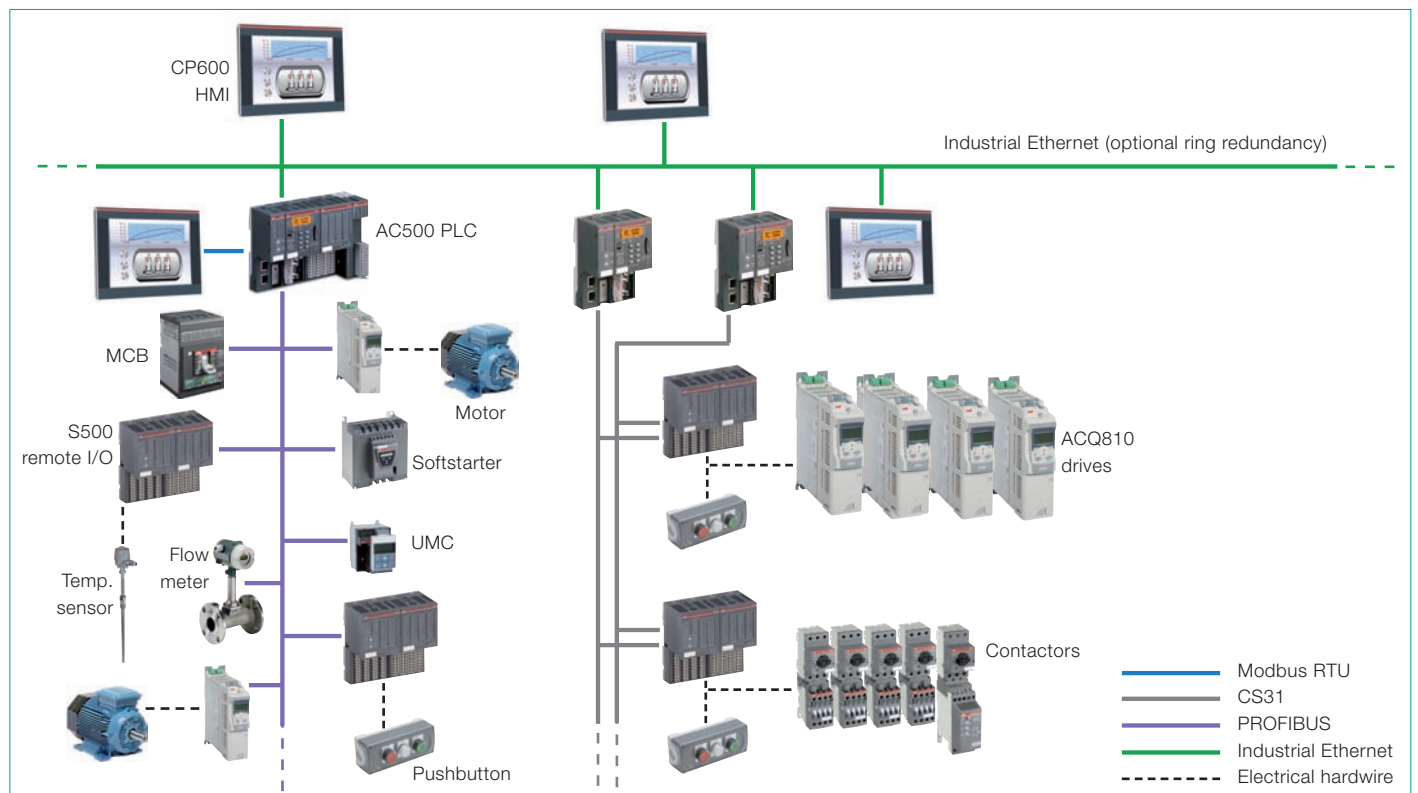 CP600
HMI
Industrial Ethernet (optional ring redundancy)
AC500 PLC
MCB
Motor
S500
remote I/O
Softstarter
ACQ810
drives
UMC
Flow
meter
Temp.
sensor
Contactors
Pushbutton
Modbus RTU
CS31
PROFIBUS
Industrial Ethernet
Electrical hardwire